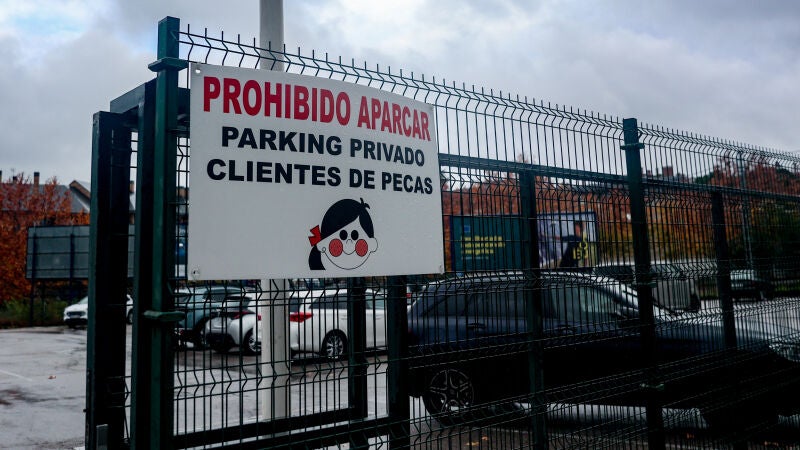 PROHIBIDO APARCAR
PARKING PRIVADO
CLIENTES DE PECAS